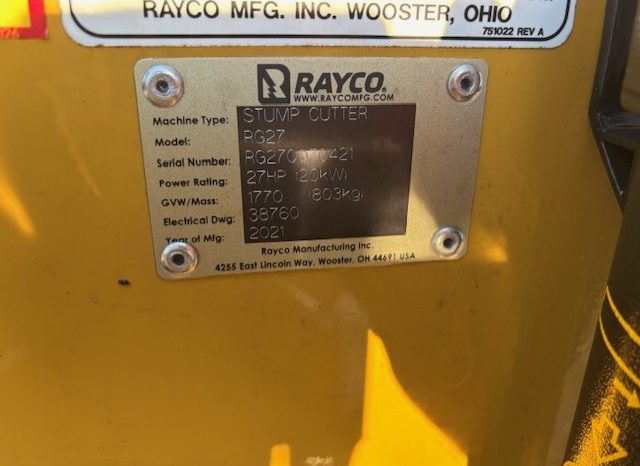 RAYCO MFG. INC. WOOSTER, OHIO
751022 REV A
RAYCO®
WWW.RAYCOMFG.COM
Machine Type: STUMP CUTTER
Model: RG27
Serial Number:
Power Rating: 27HP (20kW)
GVW/Mass: 1770 (803kg)
Electrical Dwg: 38760
Year of Mfg: 2021
Rayco Manufacturing Inc.
4255 East Lincoln Way, Wooster, OH 44691 USA